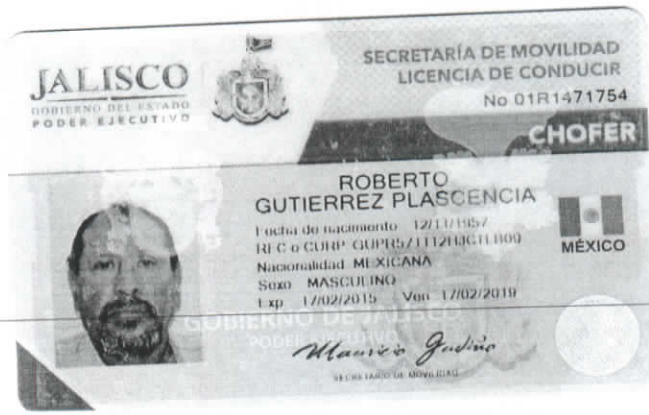 JALISCO
GOBIERNO DEL ESTADO
PODER EJECUTIVO
SECRETARÍA DE MOVILIDAD
LICENCIA DE CONDUCIR
No 01R1471754
CHOFER
ROBERTO
GUTIERREZ PLASCENCIA
Fecha de nacimiento 12/11/1957
RFC o CURP
Nacionalidad MEXICANA
MÉXICO
Sexo MASCULINO
Exp 17/02/2015 Ven 17/02/2019
GOBIERNO DE JALISCO
PODER EJECUTIVO
SECRETARIO DE MOVILIDAD